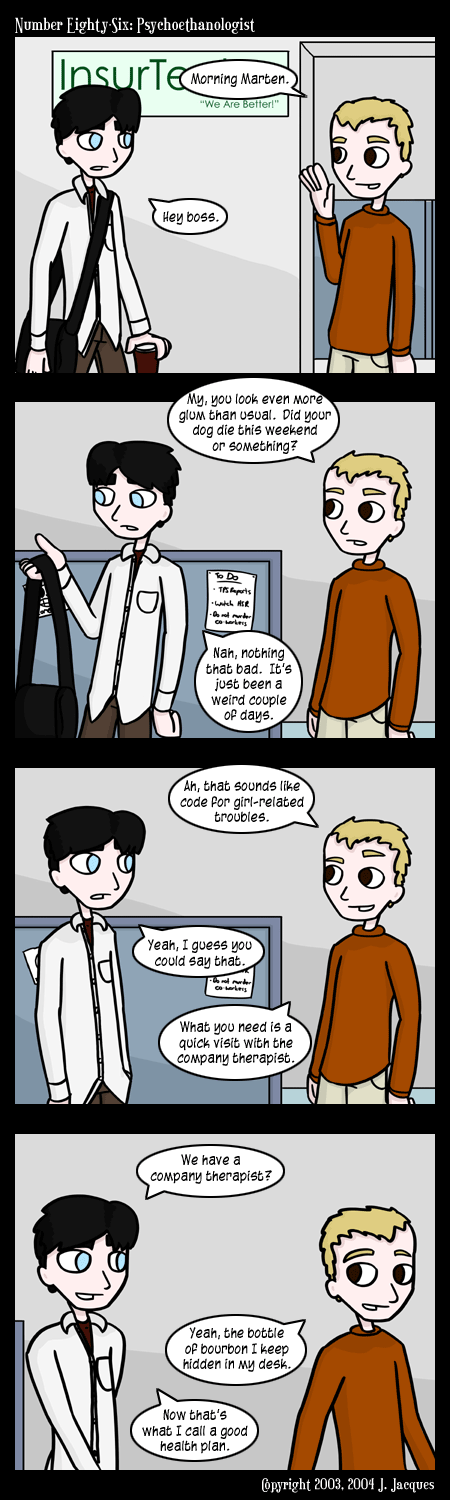 Number Eighty-Six: Psychoethanologist
InsurTe
"We Are Better!"
Morning Marten.
Hey boss.
My, you look even more
glum than usual. Did your
dog die this weekend
or something?
To Do
- TPS Reports
- Watch HSR
- Do not murder
co-workers
Nah, nothing
that bad. It's
just been a
weird couple
of days.
Ah, that sounds like
code for girl-related
troubles.
Yeah, I guess you
could say that.
- Do not murder
co-workers
What you need is a
quick visit with the
company therapist.
We have a
company therapist?
Yeah, the bottle
of bourbon I keep
hidden in my desk.
Now that's
what I call a good
health plan.
Copyright 2003, 2004 J. Jacques